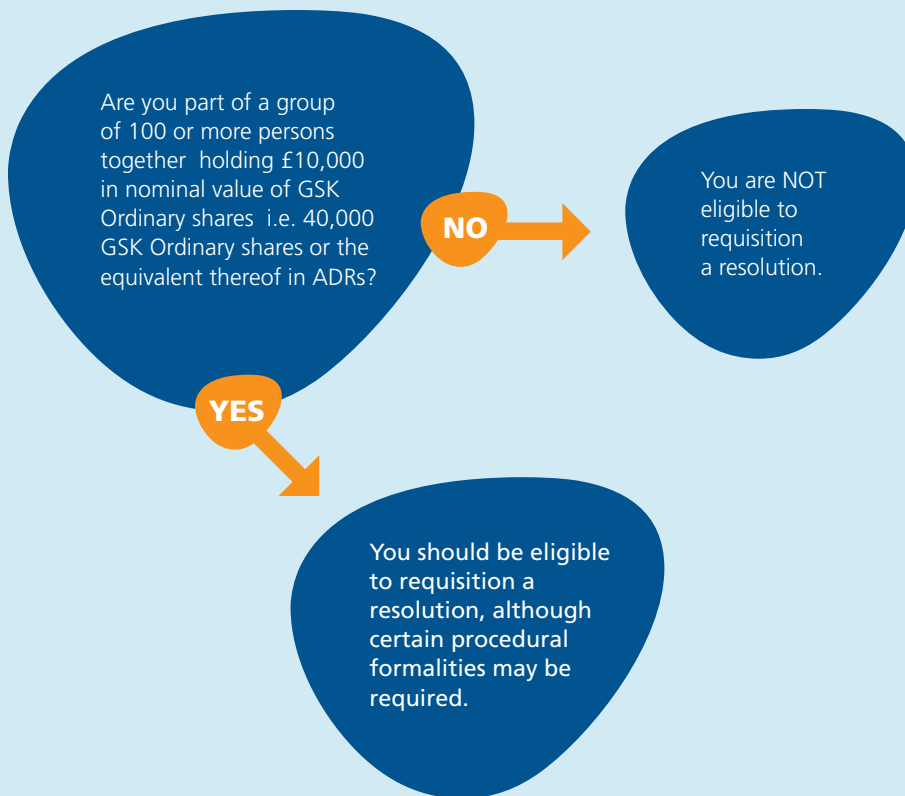 Are you part of a group
of 100 or more persons
together  holding £10,000
in nominal value of GSK
Ordinary shares  i.e. 40,000
GSK Ordinary shares or the
equivalent thereof in ADRs?
NO
You are NOT
eligible to
requisition
a resolution.
YES
You should be eligible
to requisition a
resolution, although
certain procedural
formalities may be
required.